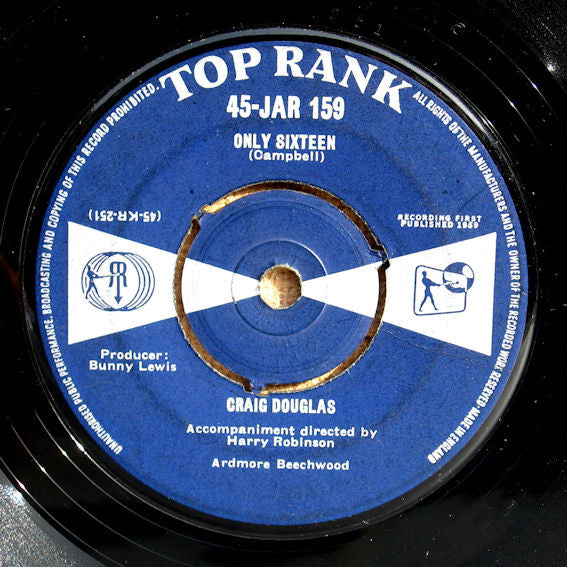 TOP RANK
45-JAR 159
ONLY SIXTEEN
(Campbell)
(45-KR-251)
RECORDING FIRST
PUBLISHED 1959
Producer:
Bunny Lewis
CRAIG DOUGLAS
Accompaniment directed by
Harry Robinson
Ardmore Beechwood
ALL RIGHTS OF THE MANUFACTURERS AND THE OWNER OF THE RECORDED WORK RESERVED-MADE IN ENGLAND
UNAUTHORISED PUBLIC PERFORMANCE, BROADCASTING AND COPYING OF THIS RECORD PROHIBITED.